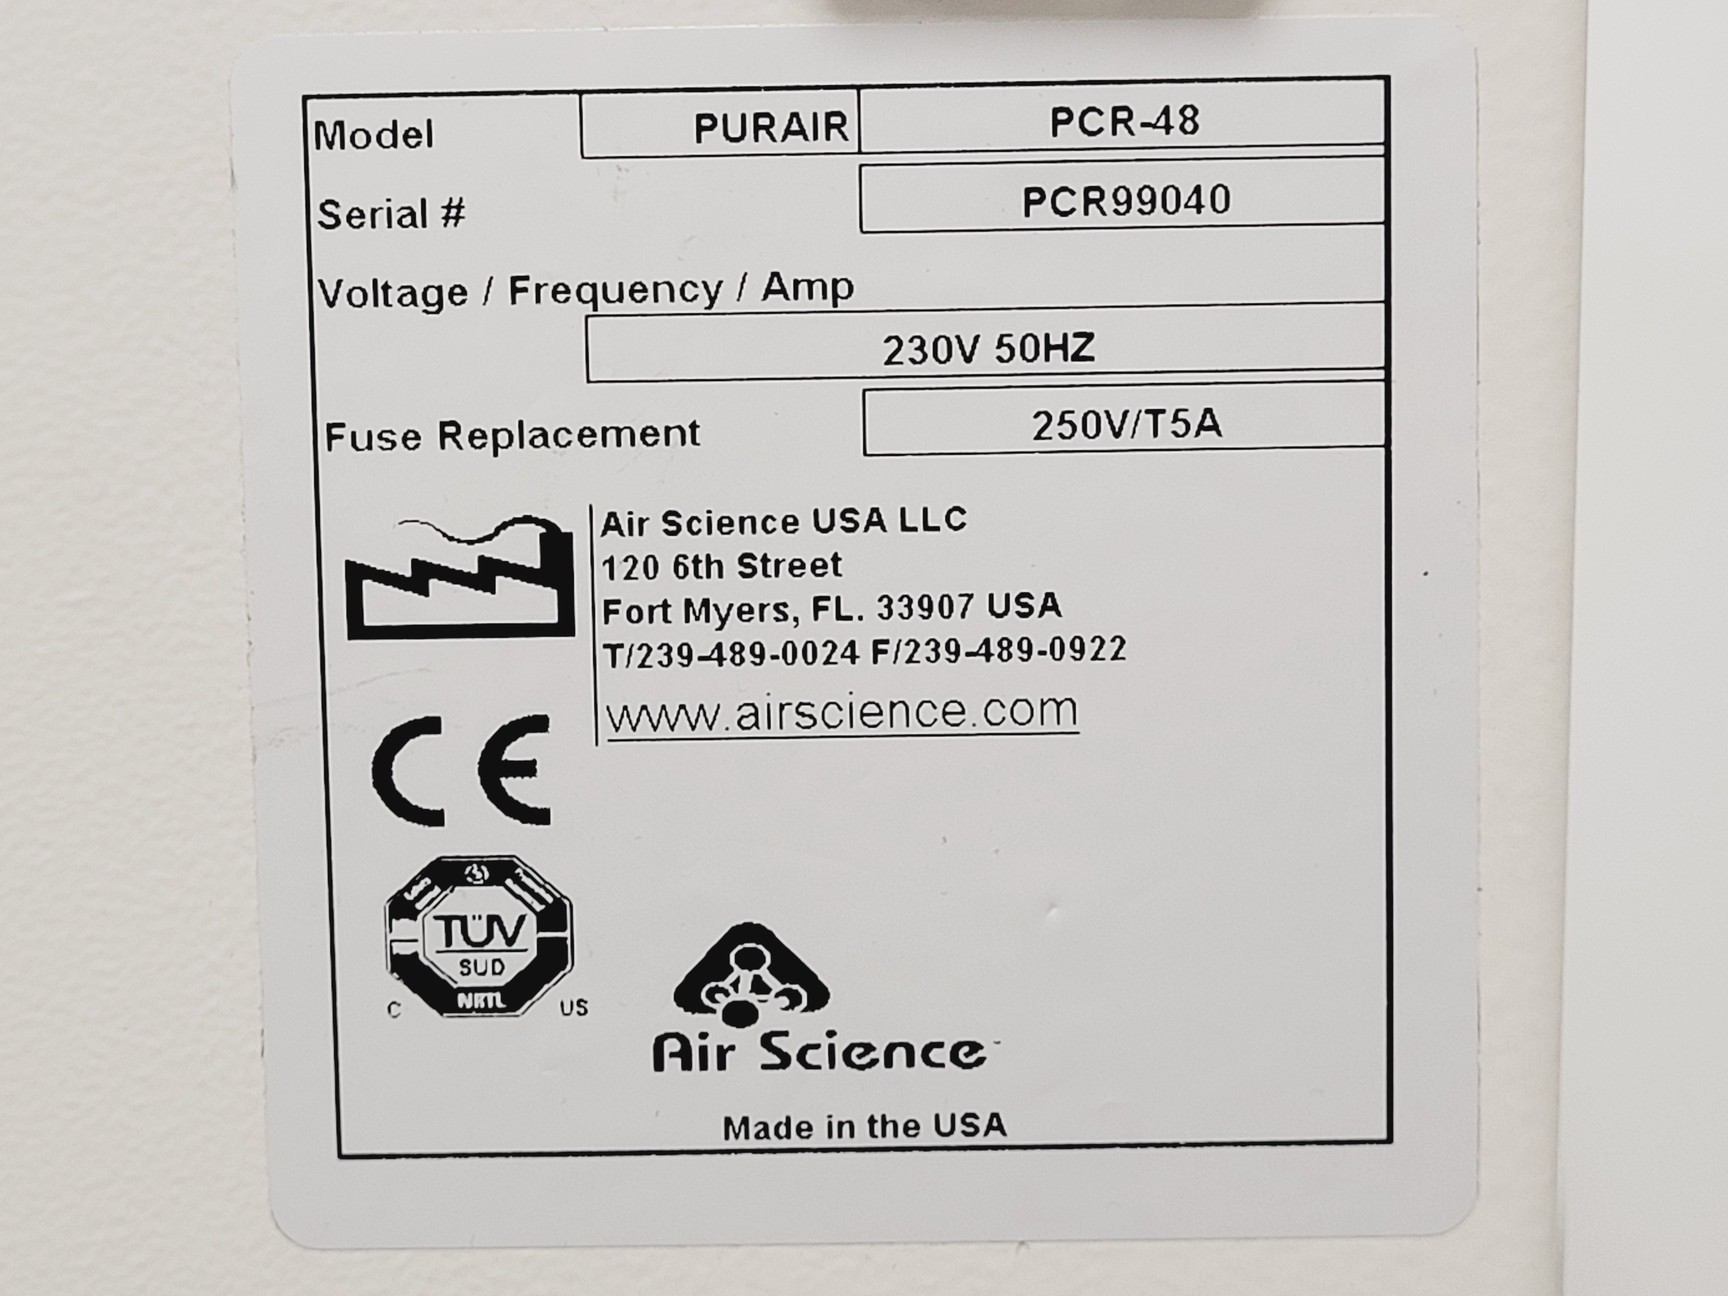 Model PURAIR PCR-48
Serial # PCR99040
Voltage / Frequency / Amp
230V 50HZ
Fuse Replacement 250V/T5A
Air Science USA LLC
120 6th Street
Fort Myers, FL. 33907 USA
T/239-489-0024 F/239-489-0922
www.airscience.com
CE
TÜV
SUD
NRTL
C US
Air Science
Made in the USA